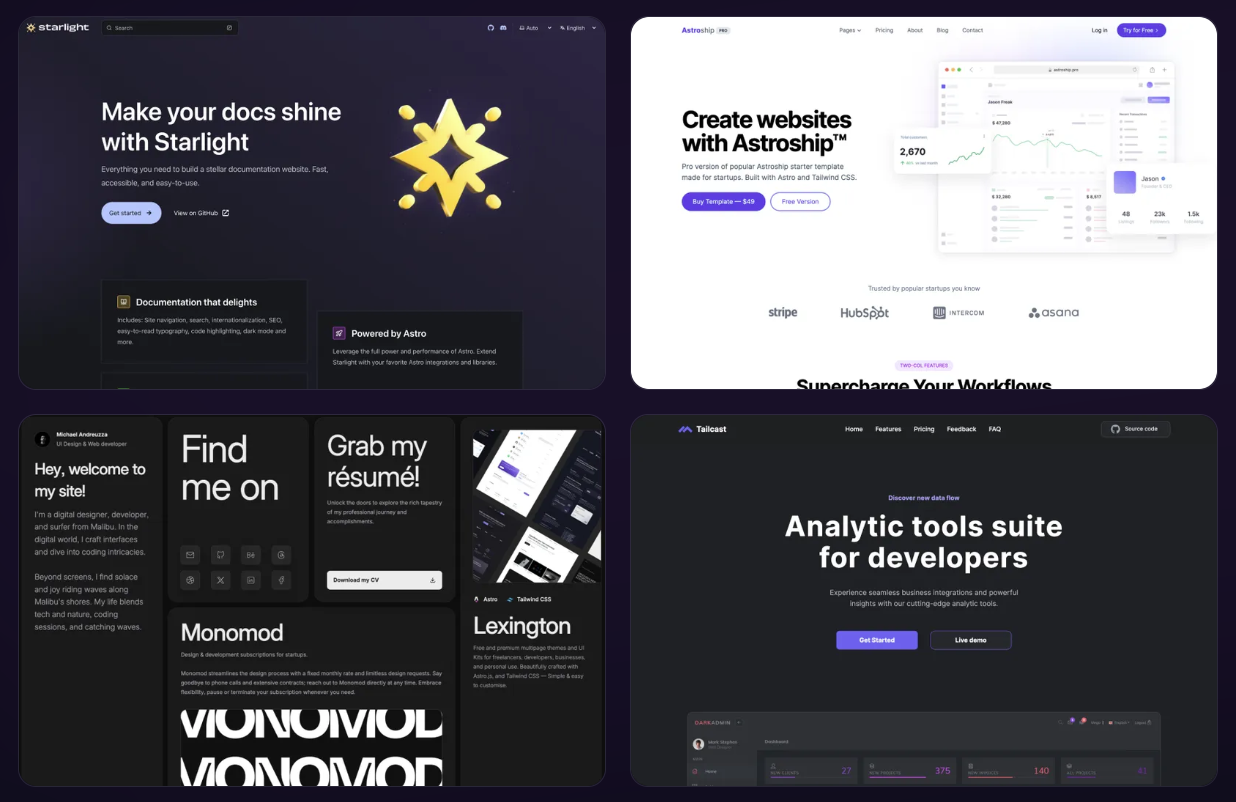 starlight
Search
Auto
English
Make your docs shine
with Starlight
Everything you need to build a stellar documentation website. Fast,
accessible, and easy-to-use.
Get started
View on GitHub
Documentation that delights
Includes: Site navigation, search, internationalization, SEO,
easy-to-read typography, code highlighting, dark mode and
more.
Powered by Astro
Leverage the full power and performance of Astro. Extend
Starlight with your favorite Astro integrations and libraries.
Astroship PRO
Pages
Pricing
About
Blog
Contact
Log in
Try for Free
Create websites
with Astroship™
Pro version of popular Astroship starter template
made for startups. Built with Astro and Tailwind CSS.
Buy Template — $49
Free Version
astroship.pro
Jason Freak
$ 47,280
Total customers
2,670
$ 32,280
$ 8,517
Jason
48
23k
1.5k
Trusted by popular startups you know
stripe
HubSpot
INTERCOM
asana
TWO-COL FEATURES
Supercharge Your Workflows
Michael Andreuzza
Ui Design & Web developer
Hey, welcome to
my site!
I'm a digital designer, developer,
and surfer from Malibu. In the
digital world, I craft interfaces
and dive into coding intricacies.
Beyond screens, I find solace
and joy riding waves along
Malibu's shores. My life blends
tech and nature, coding
sessions, and catching waves.
Find
me on
Grab my
résumé!
Unlock the doors to explore the rich tapestry
of my professional journey and
accomplishments.
Download my CV
Monomod
Design & development subscriptions for startups.
Monomod streamlines the design process with a fixed monthly rate and limitless design requests. Say
goodbye to phone calls and extensive contracts; reach out to Monomod directly at any time. Embrace
flexibility, pause or terminate your subscription whenever you need.
MONOMOD
MONOMOD
Astro
Tailwind CSS
Lexington
Free and premium multipage themes and UI
Kits for freelancers, developers, businesses,
and personal use. Beautifully crafted with
Astro.js, and Tailwind CSS — Simple & easy
to customise.
Tailcast
Home
Features
Pricing
Feedback
FAQ
Source code
Discover new data flow
Analytic tools suite
for developers
Experience seamless business integrations and powerful
insights with our cutting-edge analytic tools.
Get Started
Live demo
DARKADMIN
Dashboard
Home
27
375
140
41